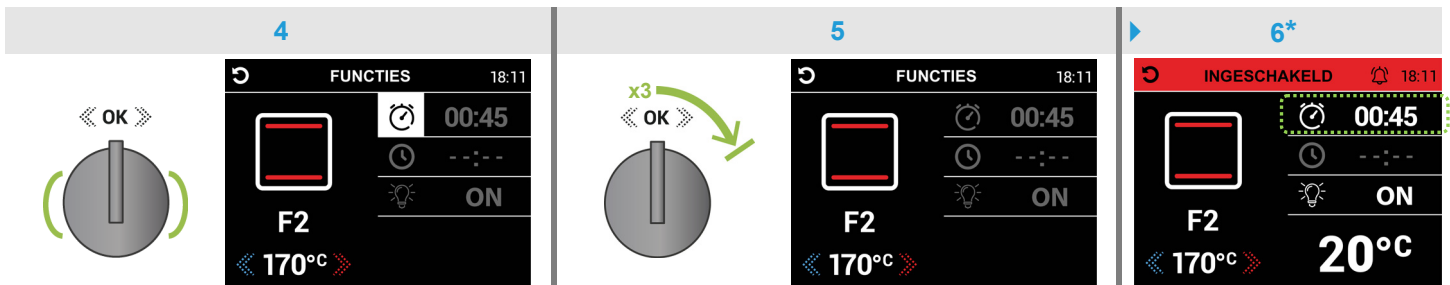 4
5
6*
FUNCTIES 18:11
OK
00:45
--:--
ON
F2
170°C
x3
OK
FUNCTIES 18:11
00:45
--:--
ON
F2
170°C
INGESCHAKELD 18:11
00:45
--:--
ON
F2
170°C
20°C